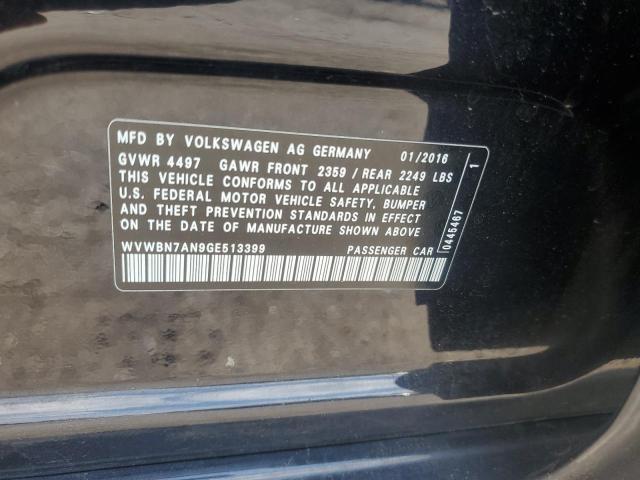 MFD BY VOLKSWAGEN AG GERMANY 01/2016
GVWR 4497 GAWR FRONT 2359 / REAR 2249 LBS
THIS VEHICLE CONFORMS TO ALL APPLICABLE
U.S. FEDERAL MOTOR VEHICLE SAFETY, BUMPER
AND THEFT PREVENTION STANDARDS IN EFFECT
ON THE DATE OF MANUFACTURE SHOWN ABOVE
WVWBN7AN9GE513399 PASSENGER CAR
0445467 1